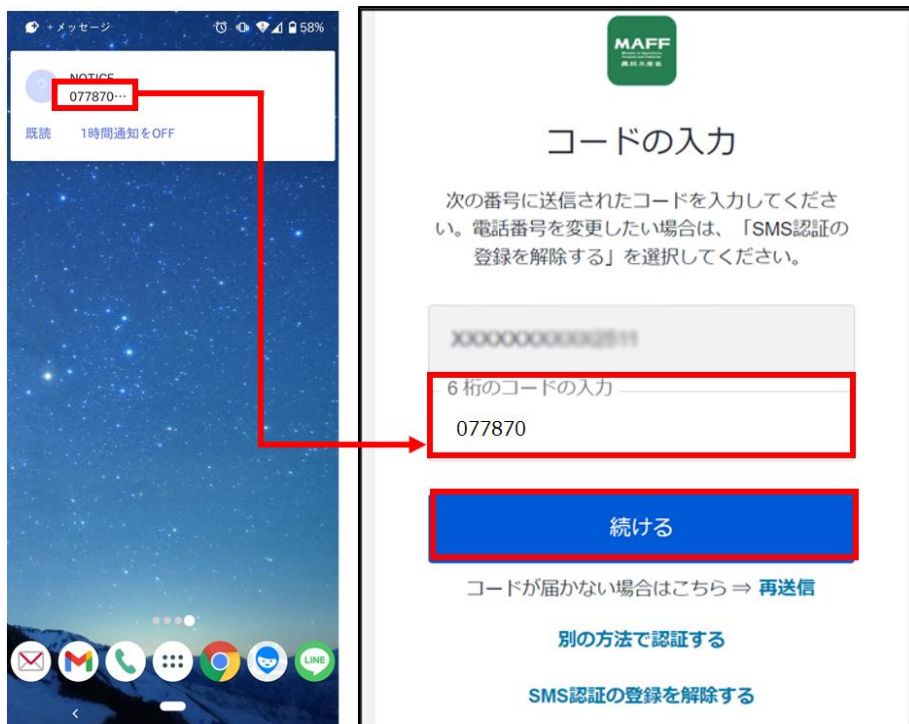 +メッセージ
58%
NOTICE
077870…
既読 1時間通知をOFF
LINE
MAFF
農林水産省
コードの入力
次の番号に送信されたコードを入力してくださ
い。電話番号を変更したい場合は、「SMS認証の
登録を解除する」を選択してください。
6 桁のコードの入力
077870
続ける
コードが届かない場合はこちら ⇒ 再送信
別の方法で認証する
SMS認証の登録を解除する